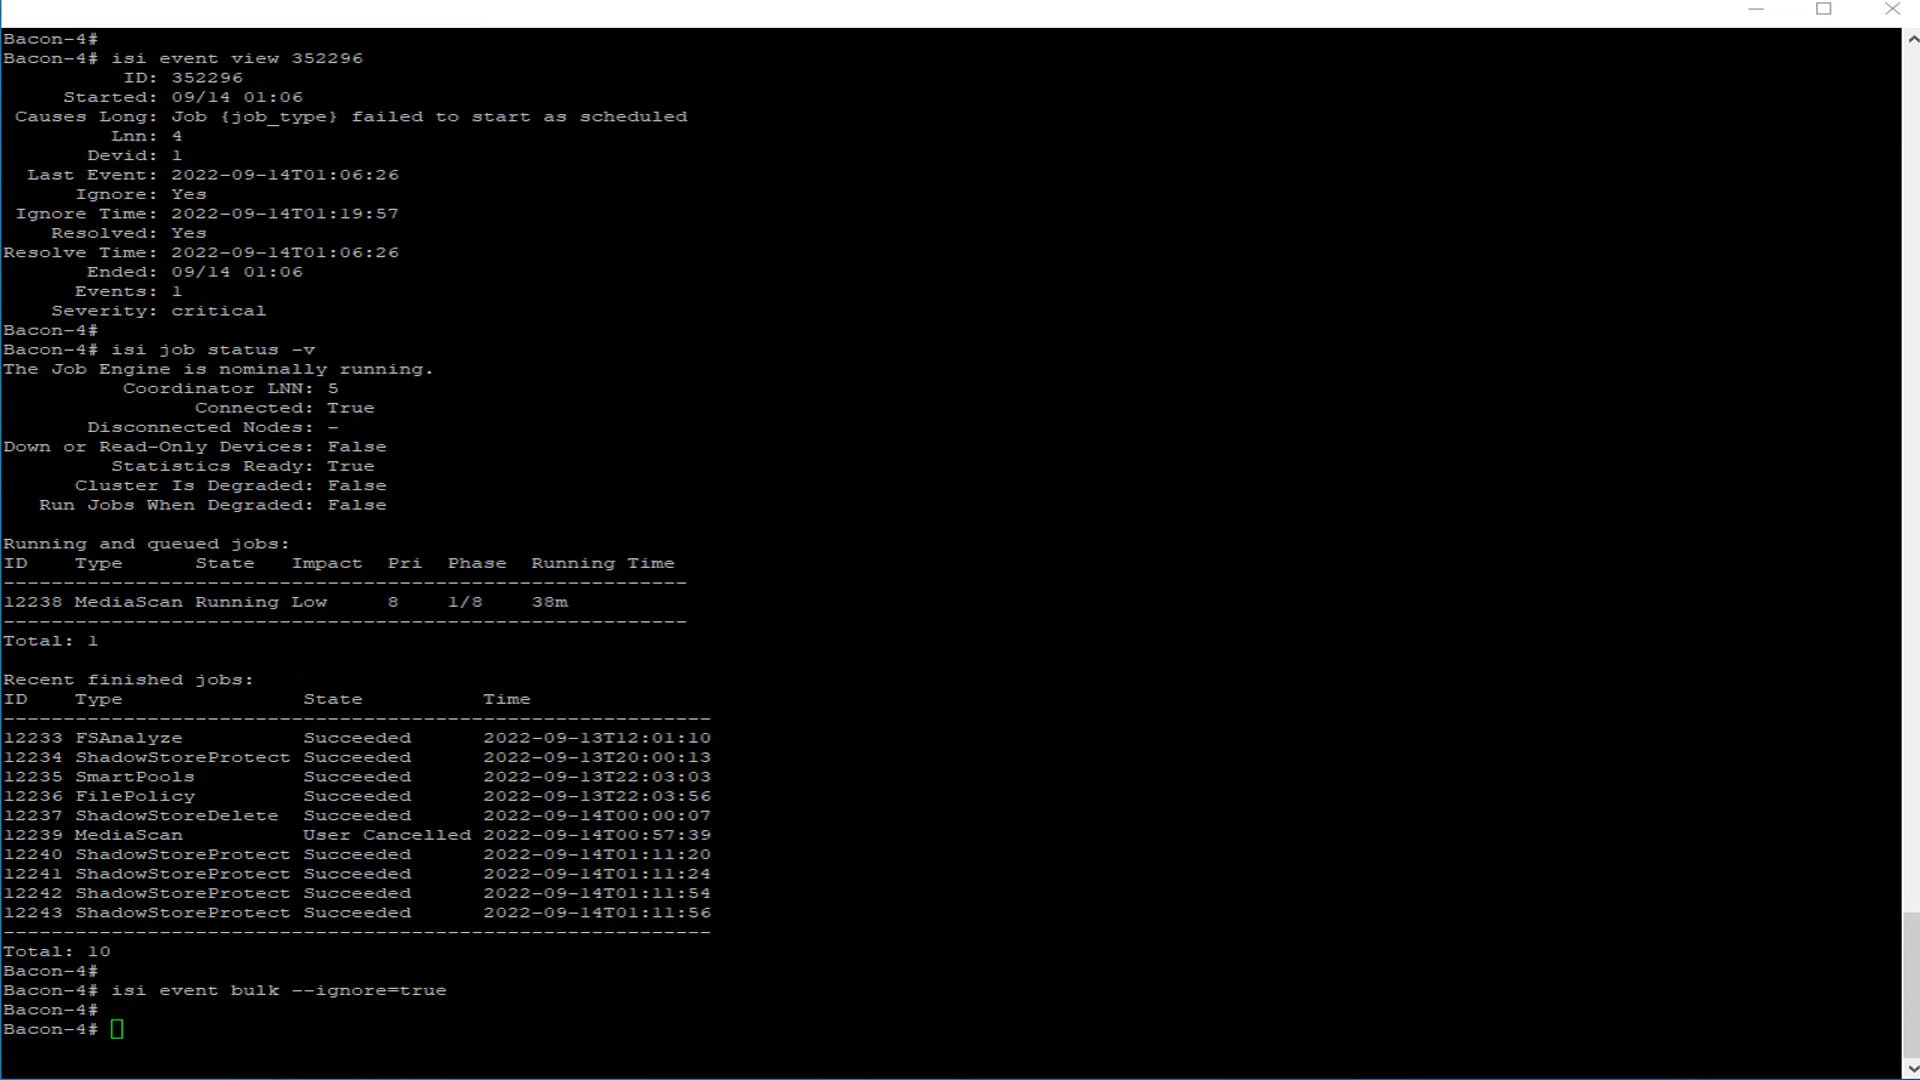 Bacon-4#
Bacon-4# isi event view 352296
ID: 352296
Started: 09/14 01:06
Causes Long: Job {job_type} failed to start as scheduled
Lnn: 4
Devid: 1
Last Event: 2022-09-14T01:06:26
Ignore: Yes
Ignore Time: 2022-09-14T01:19:57
Resolved: Yes
Resolve Time: 2022-09-14T01:06:26
Ended: 09/14 01:06
Events: 1
Severity: critical
Bacon-4#
Bacon-4# isi job status -v
The Job Engine is nominally running.
Coordinator LNN: 5
Connected: True
Disconnected Nodes: -
Down or Read-Only Devices: False
Statistics Ready: True
Cluster Is Degraded: False
Run Jobs When Degraded: False
Running and queued jobs:
ID Type State Impact Pri Phase Running Time
----------------------------------------------------------
12238 MediaScan Running Low 8 1/8 38m
----------------------------------------------------------
Total: 1
Recent finished jobs:
ID Type State Time
------------------------------------------------------------
12233 FSAnalyze Succeeded 2022-09-13T12:01:10
12234 ShadowStoreProtect Succeeded 2022-09-13T20:00:13
12235 SmartPools Succeeded 2022-09-13T22:03:03
12236 FilePolicy Succeeded 2022-09-13T22:03:56
12237 ShadowStoreDelete Succeeded 2022-09-14T00:00:07
12239 MediaScan User Cancelled 2022-09-14T00:57:39
12240 ShadowStoreProtect Succeeded 2022-09-14T01:11:20
12241 ShadowStoreProtect Succeeded 2022-09-14T01:11:24
12242 ShadowStoreProtect Succeeded 2022-09-14T01:11:54
12243 ShadowStoreProtect Succeeded 2022-09-14T01:11:56
------------------------------------------------------------
Total: 10
Bacon-4#
Bacon-4# isi event bulk --ignore=true
Bacon-4#
Bacon-4#